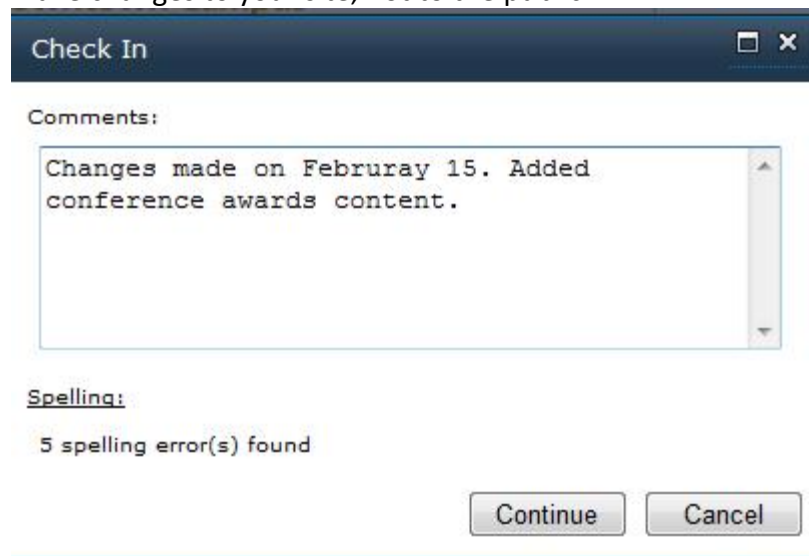 Check In
Comments:
Changes made on Februray 15. Added
conference awards content.
Spelling:
5 spelling error(s) found
Continue Cancel